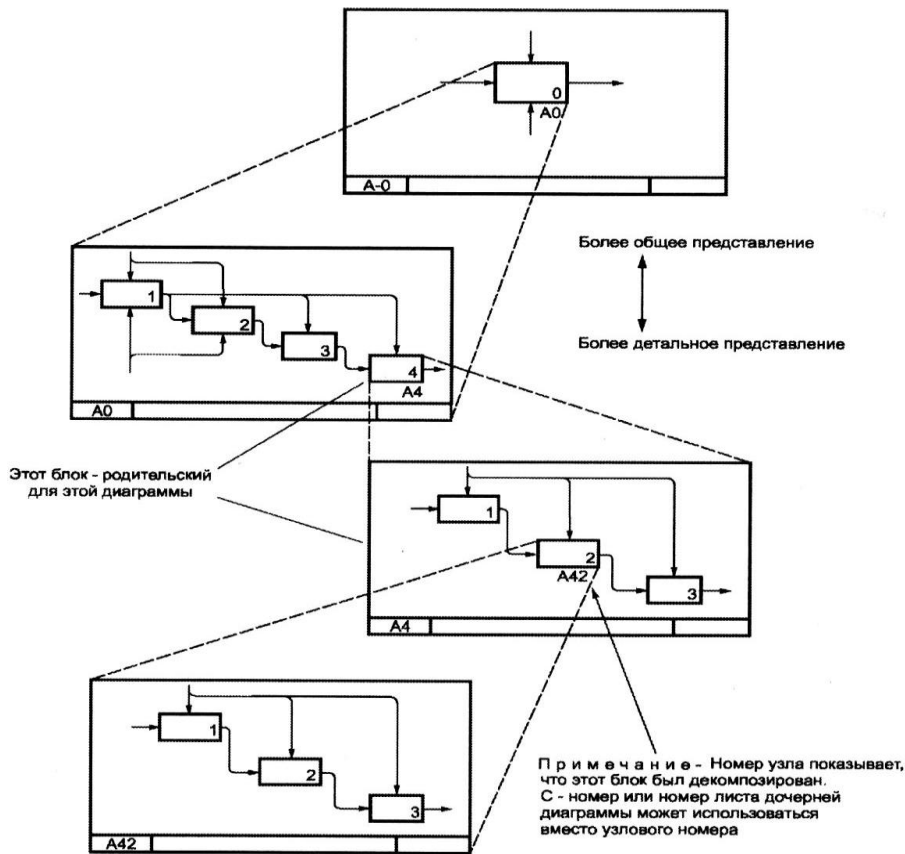 0
A0
A-0
Более общее представление
Более детальное представление
1
2
3
4
A4
A0
Этот блок - родительский
для этой диаграммы
1
2
A42
3
A4
1
2
3
A42
П р и м е ч а н и е - Номер узла показывает,
что этот блок был декомпозирован.
С - номер или номер листа дочерней
диаграммы может использоваться
вместо узлового номера